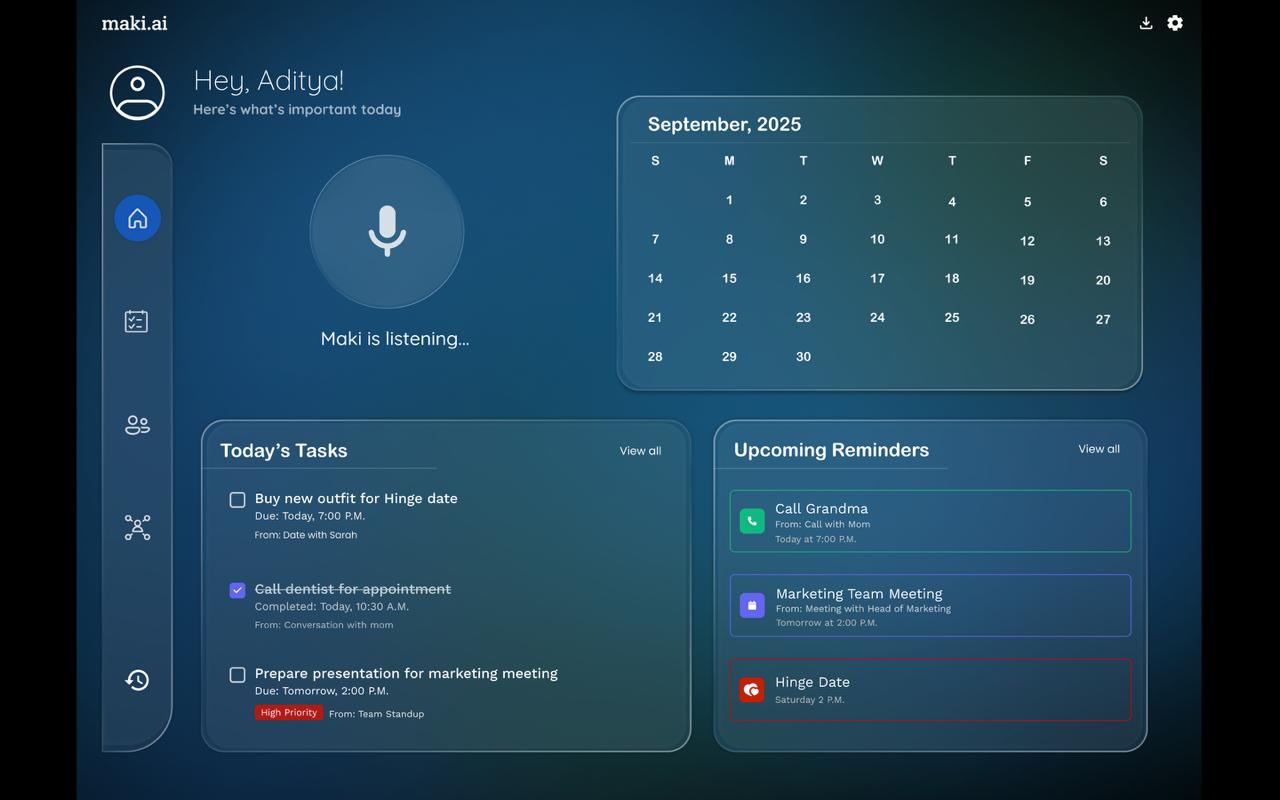 maki.ai
Hey, Aditya!
Here's what's important today
Maki is listening...
September, 2025
S M T W T F S
1 2 3 4 5 6
7 8 9 10 11 12 13
14 15 16 17 18 19 20
21 22 23 24 25 26 27
28 29 30
Today's Tasks
View all
Buy new outfit for Hinge date
Due: Today, 7:00 P.M.
From: Date with Sarah
Call dentist for appointment
Completed: Today, 10:30 A.M.
From: Conversation with mom
Prepare presentation for marketing meeting
Due: Tomorrow, 2:00 P.M.
High Priority From: Team Standup
Upcoming Reminders
View all
Call Grandma
From: Call with Mom
Today at 7:00 P.M.
Marketing Team Meeting
From: Meeting with Head of Marketing
Tomorrow at 2:00 P.M.
Hinge Date
Saturday 2 P.M.